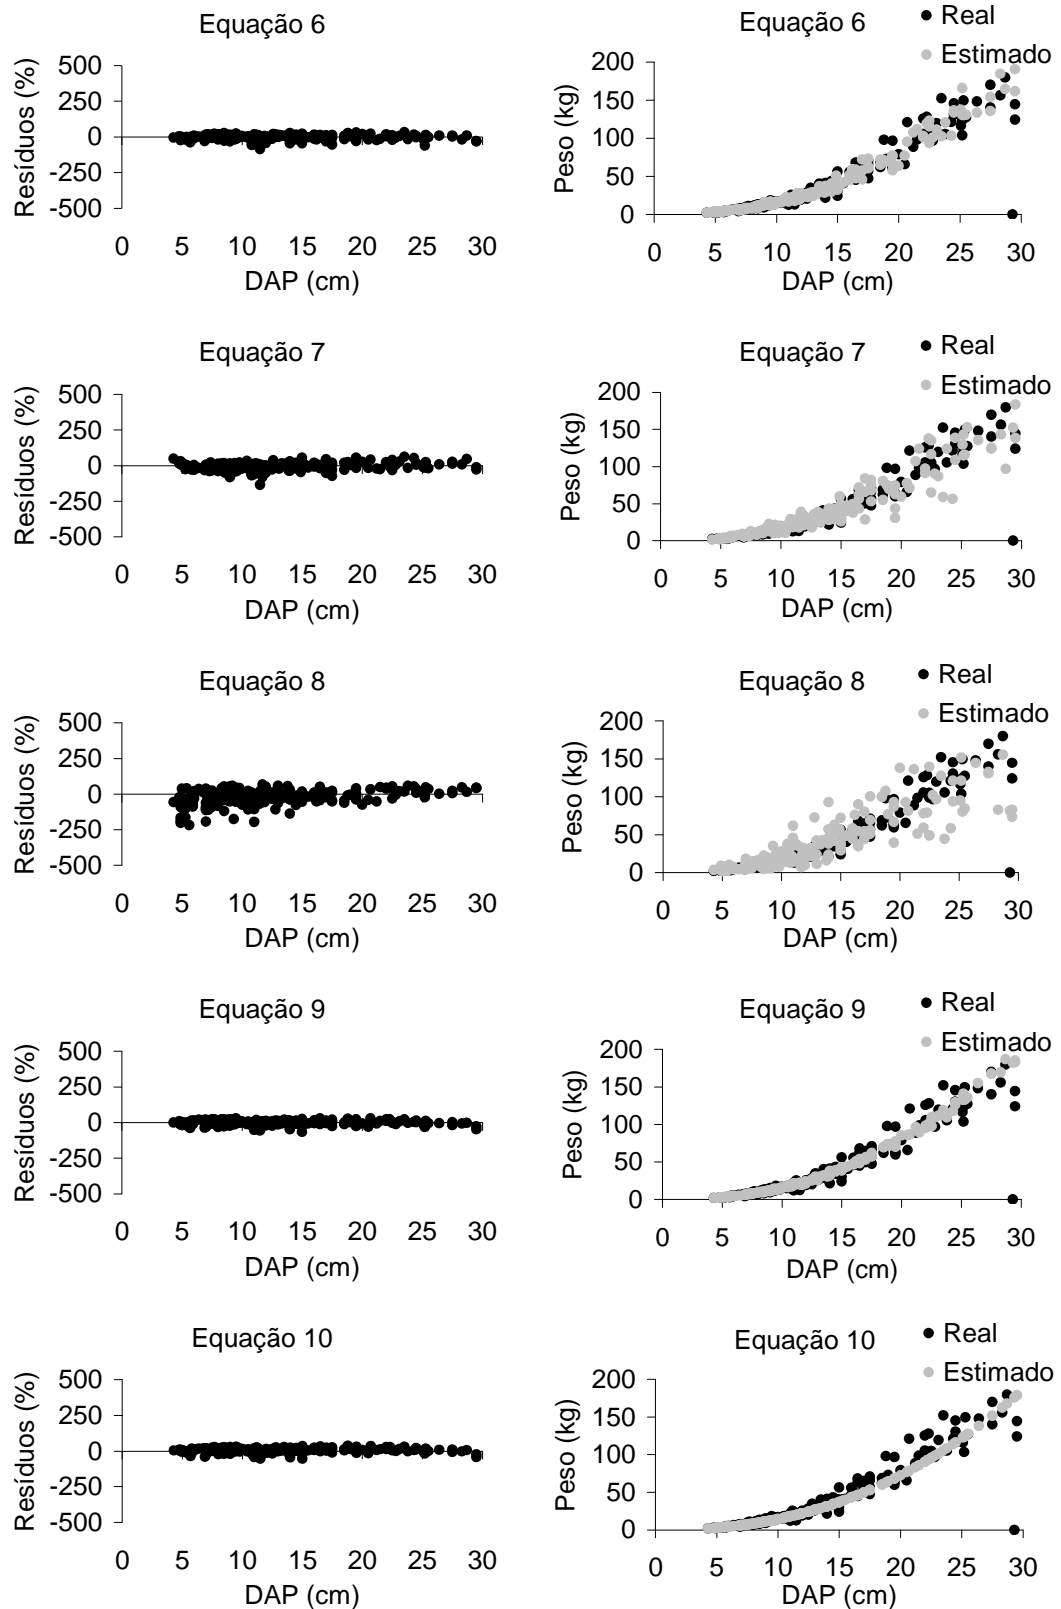 Equação 6
Resíduos (%)
500
250
0
-250
-500
0 5 10 15 20 25 30
DAP (cm)
Equação 6
Real
Estimado
Peso (kg)
200
150
100
50
0
0 5 10 15 20 25 30
DAP (cm)
Equação 7
Resíduos (%)
500
250
0
-250
-500
0 5 10 15 20 25 30
DAP (cm)
Equação 7
Real
Estimado
Peso (kg)
200
150
100
50
0
0 5 10 15 20 25 30
DAP (cm)
Equação 8
Resíduos (%)
500
250
0
-250
-500
0 5 10 15 20 25 30
DAP (cm)
Equação 8
Real
Estimado
Peso (kg)
200
150
100
50
0
0 5 10 15 20 25 30
DAP (cm)
Equação 9
Resíduos (%)
500
250
0
-250
-500
0 5 10 15 20 25 30
DAP (cm)
Equação 9
Real
Estimado
Peso (kg)
200
150
100
50
0
0 5 10 15 20 25 30
DAP (cm)
Equação 10
Resíduos (%)
500
250
0
-250
-500
0 5 10 15 20 25 30
DAP (cm)
Equação 10
Real
Estimado
Peso (kg)
200
150
100
50
0
0 5 10 15 20 25 30
DAP (cm)